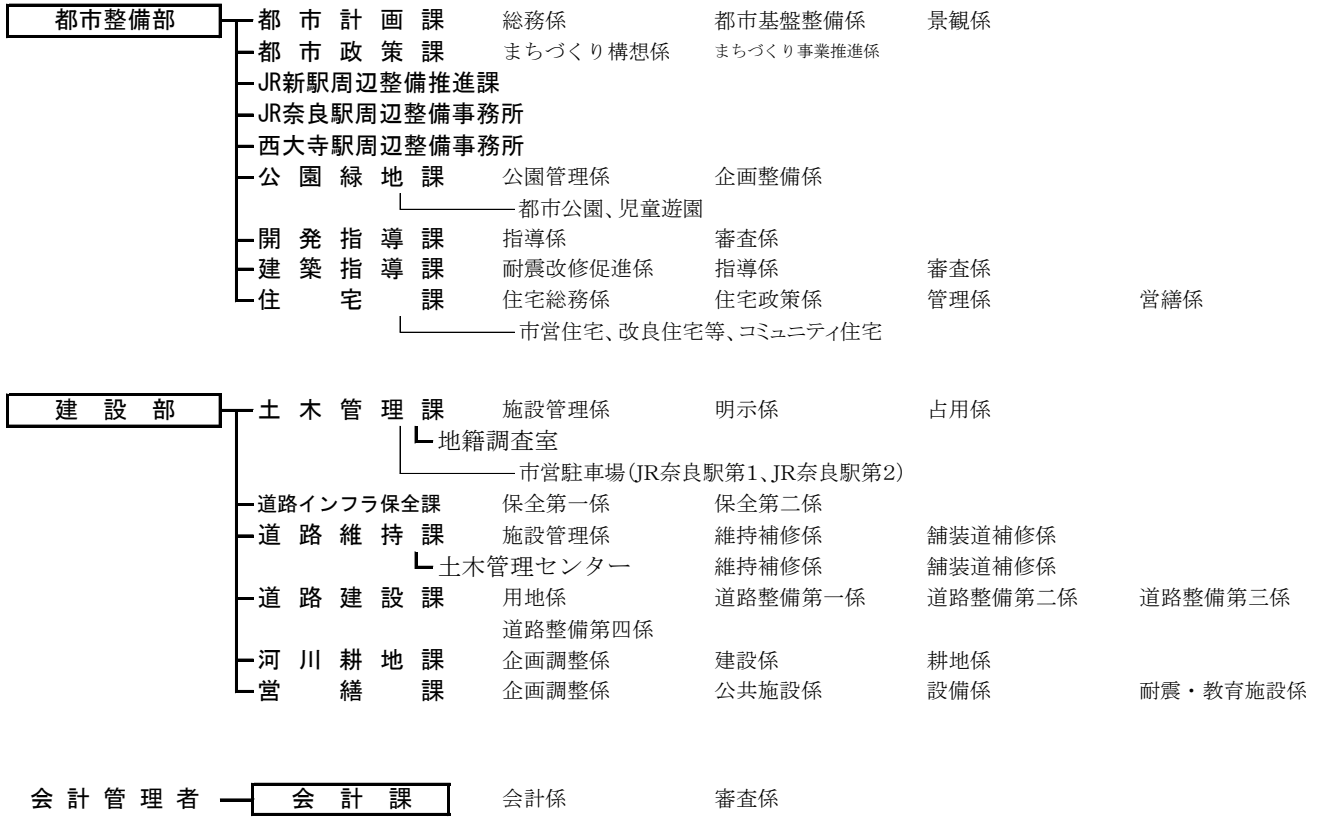 都市整備部 都市計画課 総務係 都市基盤整備係 景観係
都市政策課 まちづくり構想係 まちづくり事業推進係
JR新駅周辺整備推進課
JR奈良駅周辺整備事務所
西大寺駅周辺整備事務所
公園緑地課 公園管理係 企画整備係
都市公園、児童遊園
開発指導課 指導係 審査係
建築指導課 耐震改修促進係 指導係 審査係
住宅課 住宅総務係 住宅政策係 管理係 営繕係
市営住宅、改良住宅等、コミュニティ住宅
建設部 土木管理課 施設管理係 明示係 占用係
地籍調査室
市営駐車場(JR奈良駅第1、JR奈良駅第2)
道路インフラ保全課 保全第一係 保全第二係
道路維持課 施設管理係 維持補修係 舗装道補修係
土木管理センター 維持補修係 舗装道補修係
道路建設課 用地係 道路整備第一係 道路整備第二係 道路整備第三係
道路整備第四係
河川耕地課 企画調整係 建設係 耕地係
営繕課 企画調整係 公共施設係 設備係 耐震・教育施設係
会計管理者 会計課 会計係 審査係